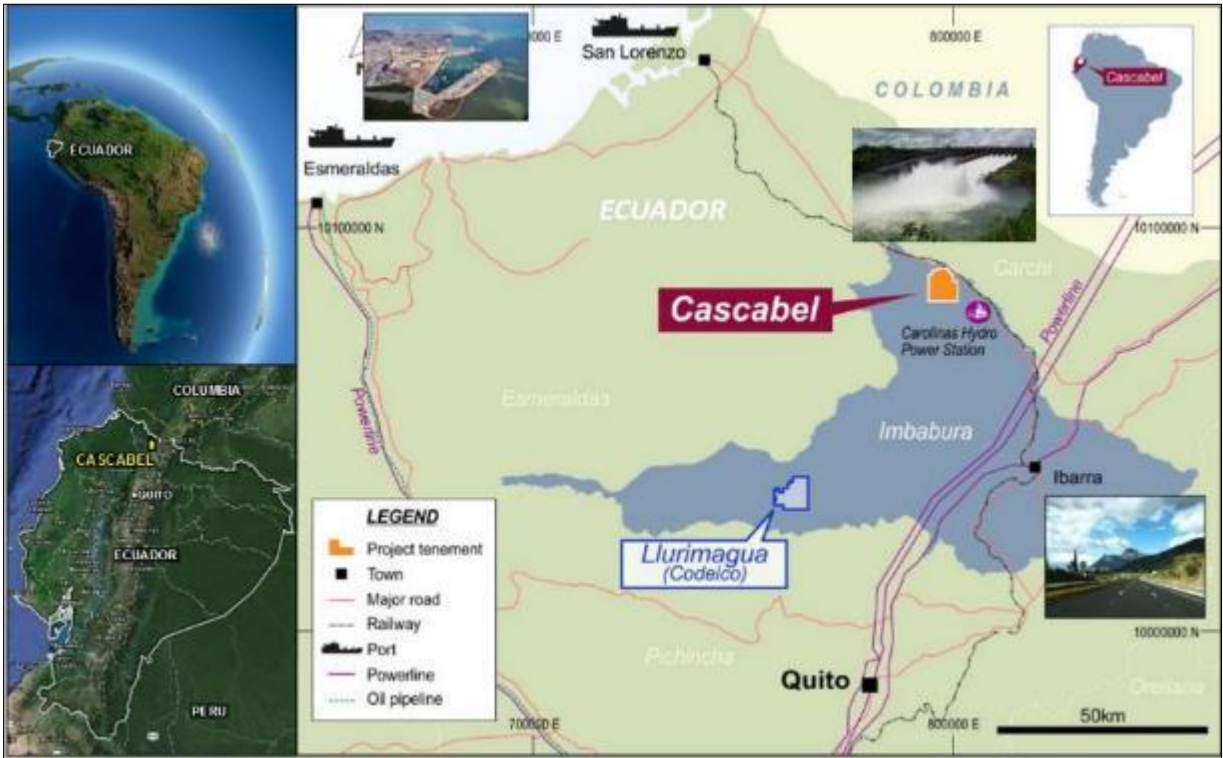 ECUADOR
COLUMBIA
CASCABEL
QUITO
ECUADOR
PERU
San Lorenzo
800000 E
COLOMBIA
Cascabel
Esmeraldas
ECUADOR
10100000 N
10100000 N
Carchi
Cascabel
Carolinas Hydro
Power Station
Powerline
Powerline
Esmeraldas
Imbabura
Ibarra
Llurimagua
(Codelco)
LEGEND
Project tenement
Town
Major road
Railway
Port
Powerline
Oil pipeline
Pichincha
10000000 N
Quito
Orellana
700000 E
800000 E
50km